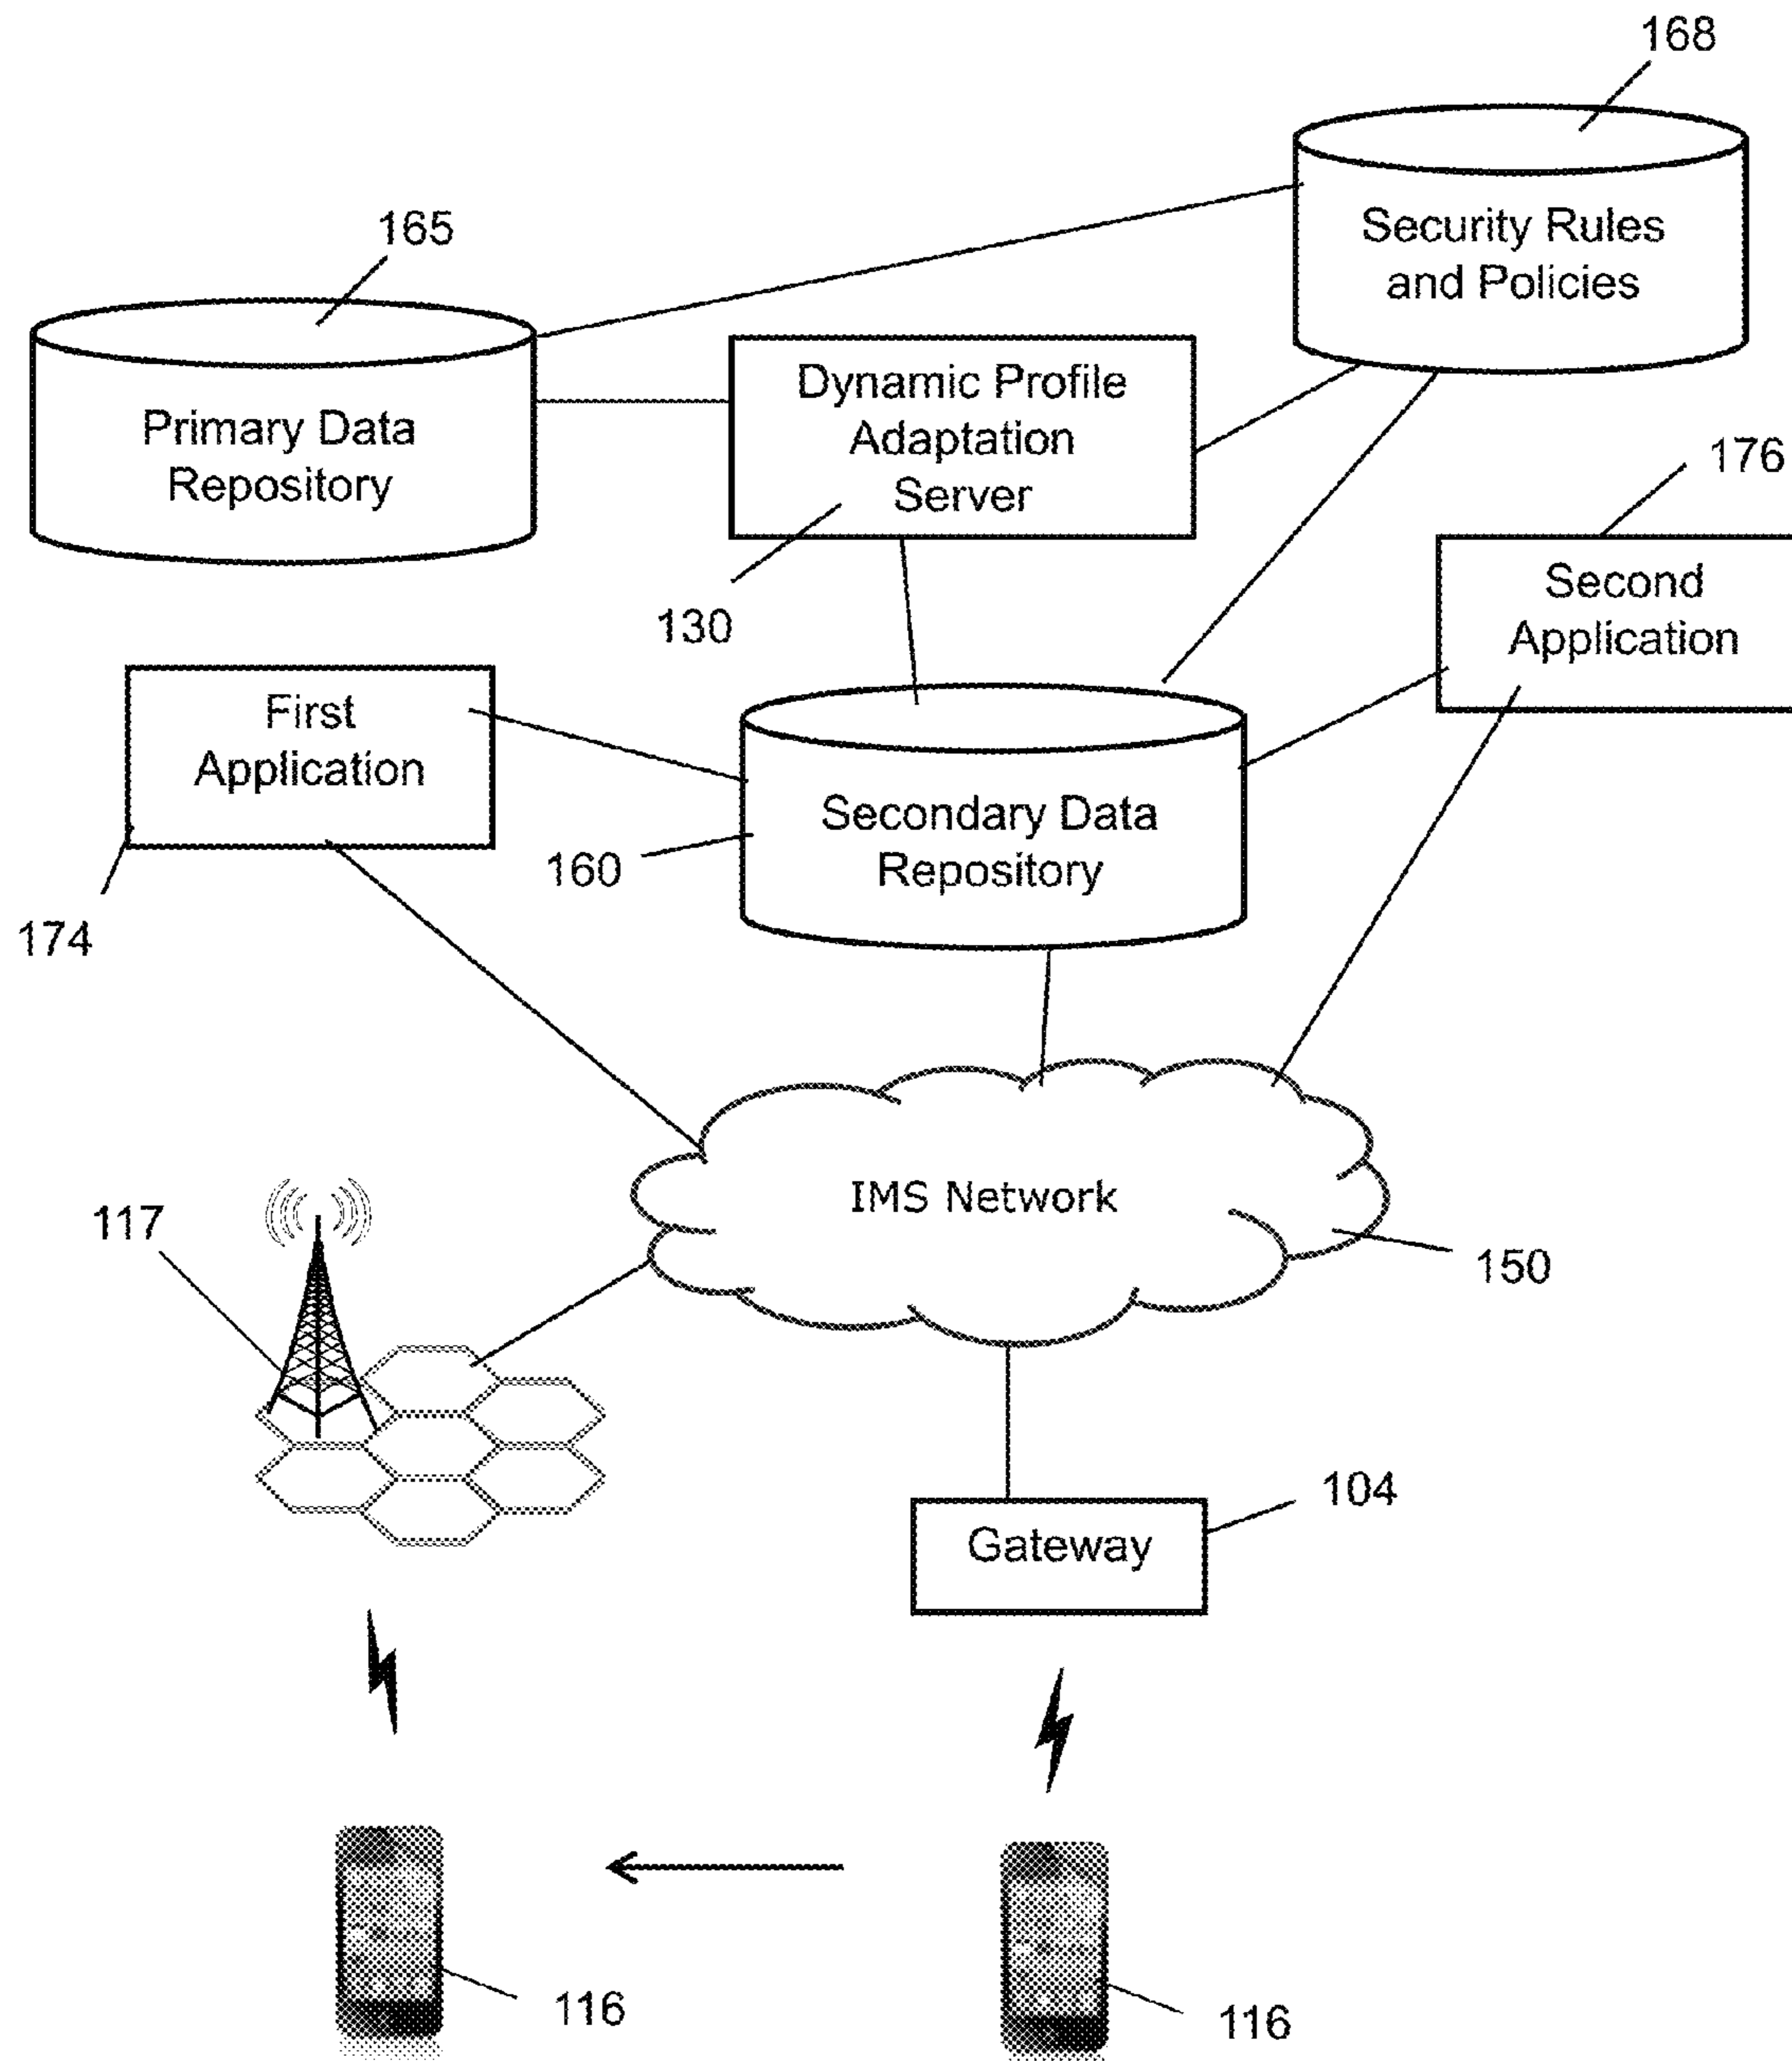 168
Security Rules
and Policies
165
Primary Data
Repository
Dynamic Profile
Adaptation
Server
130
176
Second
Application
First
Application
174
Secondary Data
Repository
160
IMS Network
150
117
104
Gateway
116
116